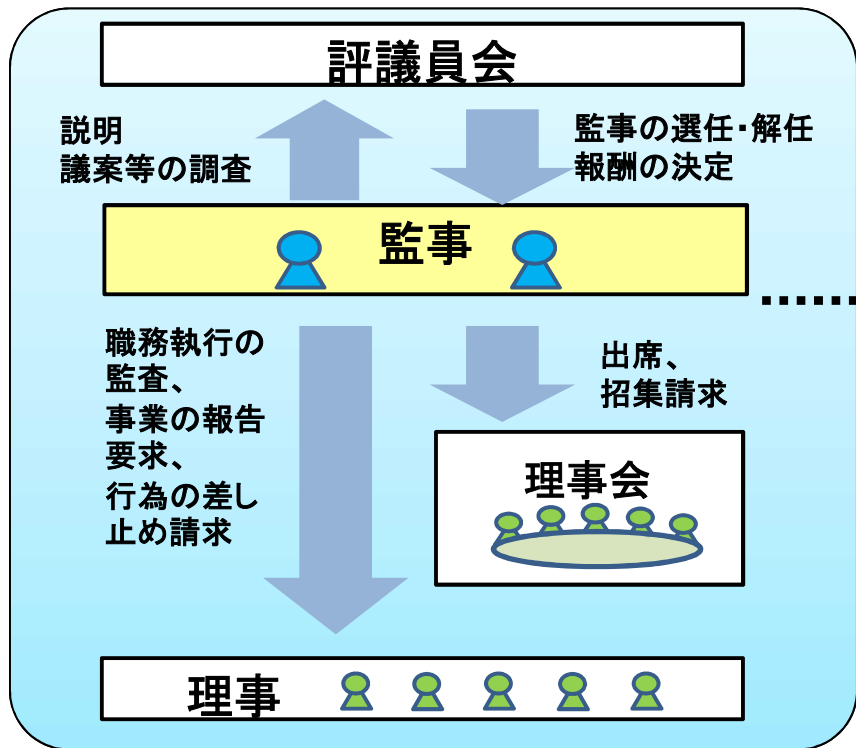 評議員会
説明
議案等の調査
監事の選任・解任
報酬の決定
監事
職務執行の
監査、
事業の報告
要求、
行為の差し
止め請求
出席、
招集請求
理事会
理事